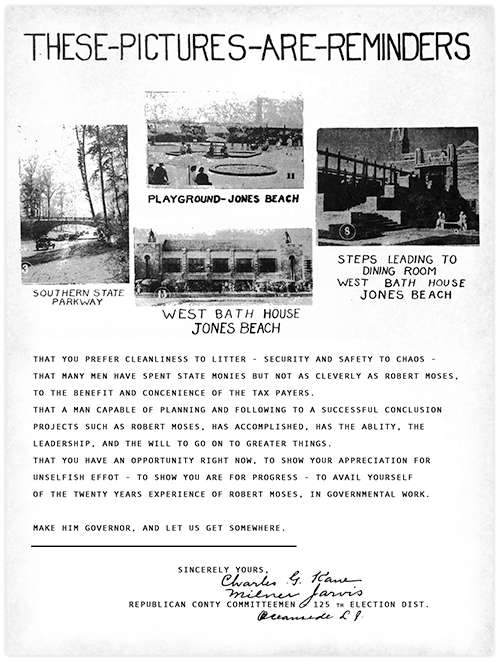 THESE-PICTURES-ARE-REMINDERS
PLAYGROUND-JONES BEACH
8
STEPS LEADING TO
DINING ROOM
WEST BATH HOUSE
JONES BEACH
SOUTHERN STATE
PARKWAY
WEST BATH HOUSE
JONES BEACH
THAT YOU PREFER CLEANLINESS TO LITTER - SECURITY AND SAFETY TO CHAOS -
THAT MANY MEN HAVE SPENT STATE MONIES BUT NOT AS CLEVERLY AS ROBERT MOSES,
TO THE BENEFIT AND CONCENIENCE OF THE TAX PAYERS.
THAT A MAN CAPABLE OF PLANNING AND FOLLOWING TO A SUCCESSFUL CONCLUSION
PROJECTS SUCH AS ROBERT MOSES, HAS ACCOMPLISHED, HAS THE ABLITY, THE
LEADERSHIP, AND THE WILL TO GO ON TO GREATER THINGS.
THAT YOU HAVE AN OPPORTUNITY RIGHT NOW, TO SHOW YOUR APPRECIATION FOR
UNSELFISH EFFOT - TO SHOW YOU ARE FOR PROGRESS - TO AVAIL YOURSELF
OF THE TWENTY YEARS EXPERIENCE OF ROBERT MOSES, IN GOVERNMENTAL WORK.
MAKE HIM GOVERNOR, AND LET US GET SOMEWHERE.
SINCERELY YOURS,
Charles G. Kane
Milner Jarvis
REPUBLICAN CONTY COMMITTEEMEN 125 TH ELECTION DIST.
Oceanside L.I.